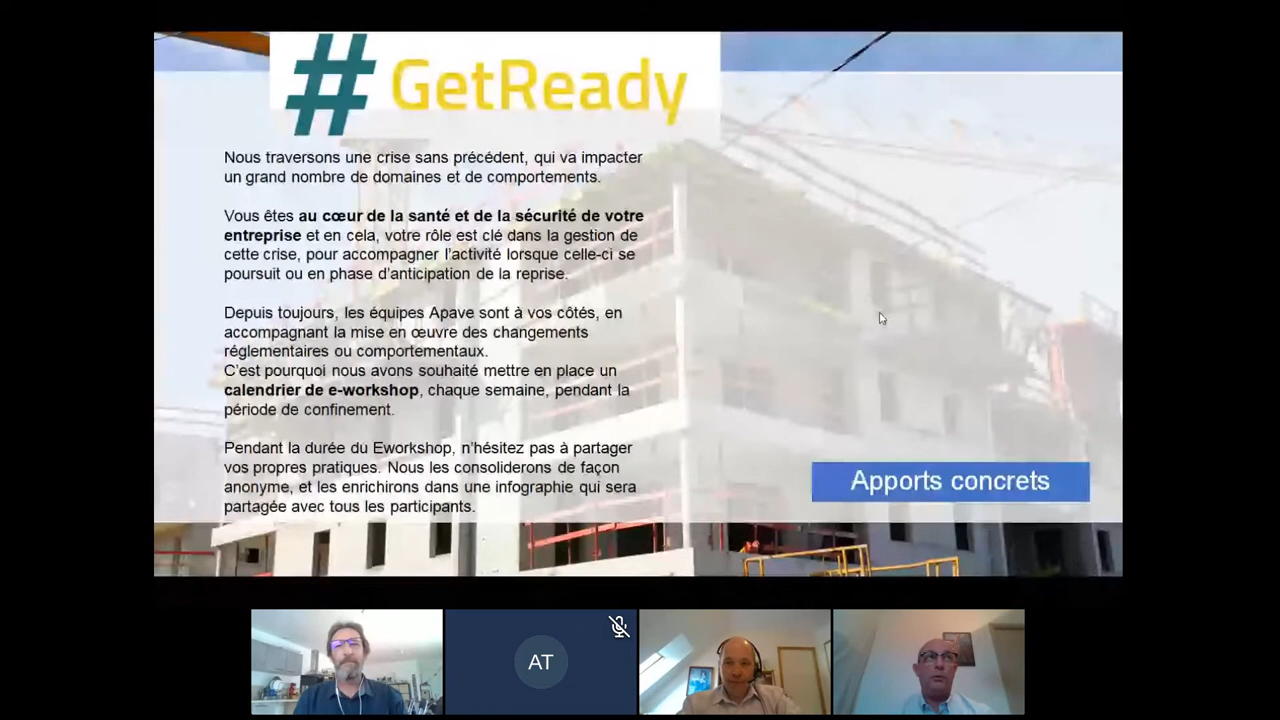 #GetReady
Nous traversons une crise sans précédent, qui va impacter
un grand nombre de domaines et de comportements.
Vous êtes au cœur de la santé et de la sécurité de votre
entreprise et en cela, votre rôle est clé dans la gestion de
cette crise, pour accompagner l’activité lorsque celle-ci se
poursuit ou en phase d’anticipation de la reprise.
Depuis toujours, les équipes Apave sont à vos côtés, en
accompagnant la mise en œuvre des changements
réglementaires ou comportementaux.
C’est pourquoi nous avons souhaité mettre en place un
calendrier de e-workshop, chaque semaine, pendant la
période de confinement.
Pendant la durée du Eworkshop, n’hésitez pas à partager
vos propres pratiques. Nous les consoliderons de façon
anonyme, et les enrichirons dans une infographie qui sera
partagée avec tous les participants.
Apports concrets
AT